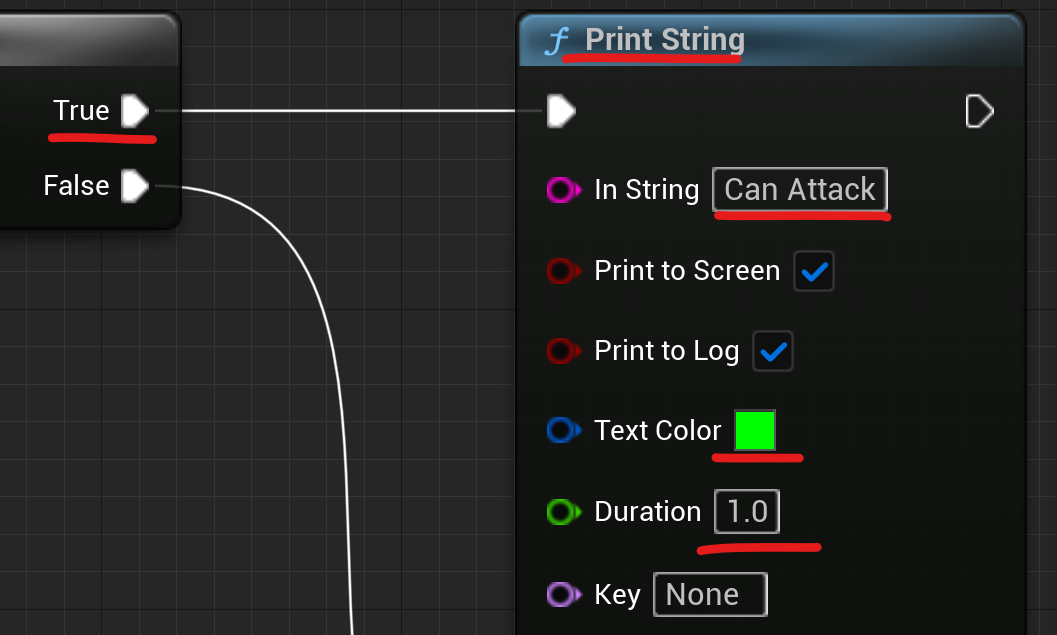 f Print String
True
False
In String Can Attack
Print to Screen
Print to Log
Text Color
Duration 1.0
Key None